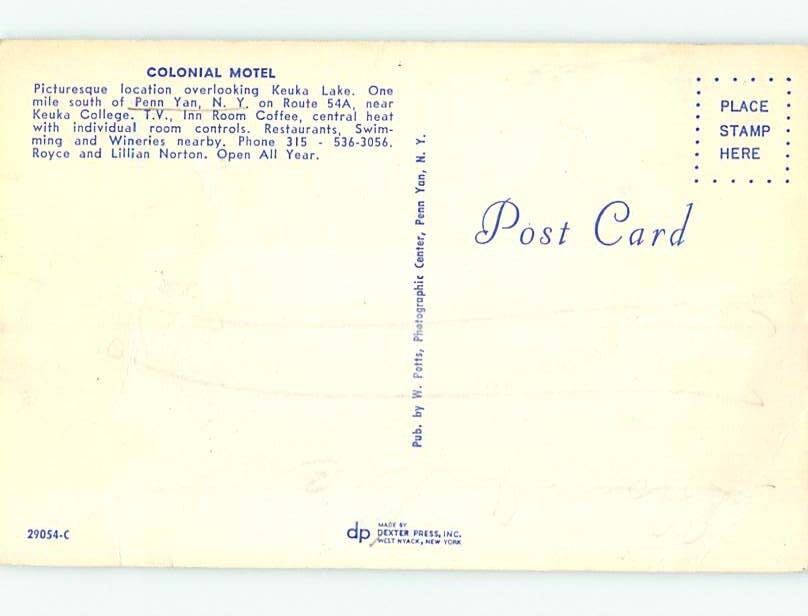 COLONIAL MOTEL
Picturesque location overlooking Keuka Lake. One
mile south of Penn Yan, N. Y. on Route 54A, near
Keuka College. T.V., Inn Room Coffee, central heat
with individual room controls. Restaurants, Swim-
ming and Wineries nearby. Phone 315 - 536-3056.
Royce and Lillian Norton. Open All Year.
Pub. by W. Potts, Photographic Center, Penn Yan, N. Y.
PLACE
STAMP
HERE
Post Card
29054-C
dp
MADE BY
DEXTER PRESS, INC.
WEST NYACK, NEW YORK